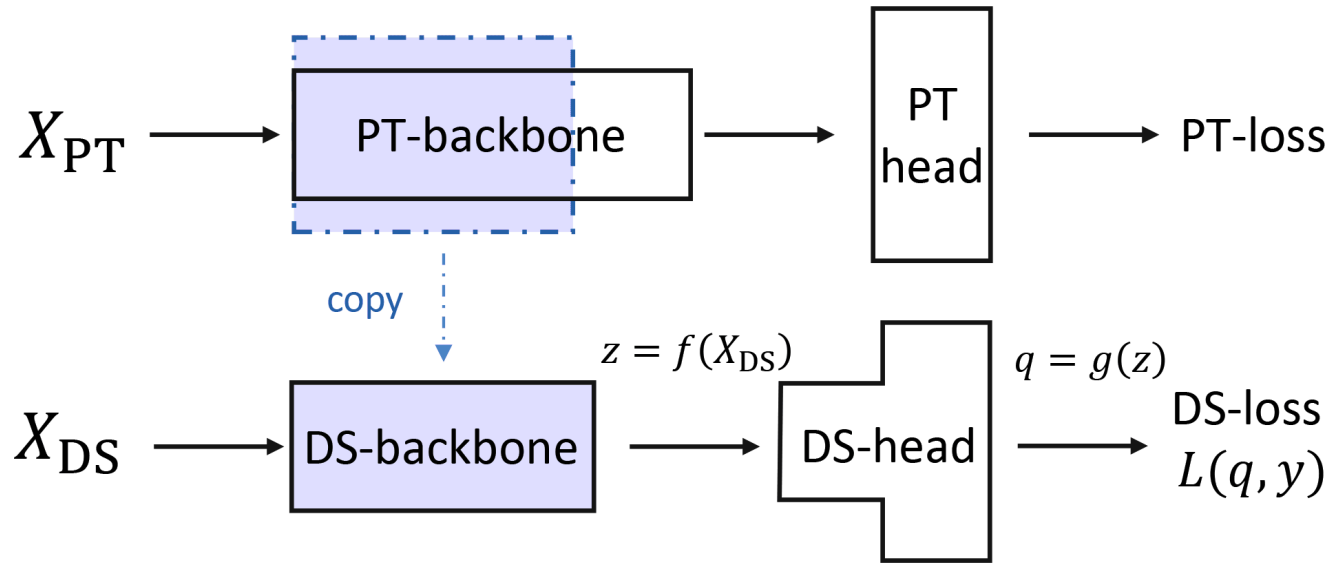 X_PT
PT-backbone
PT
head
PT-loss
copy
z = f(X_DS)
q = g(z)
X_DS
DS-backbone
DS-head
DS-loss
L(q, y)